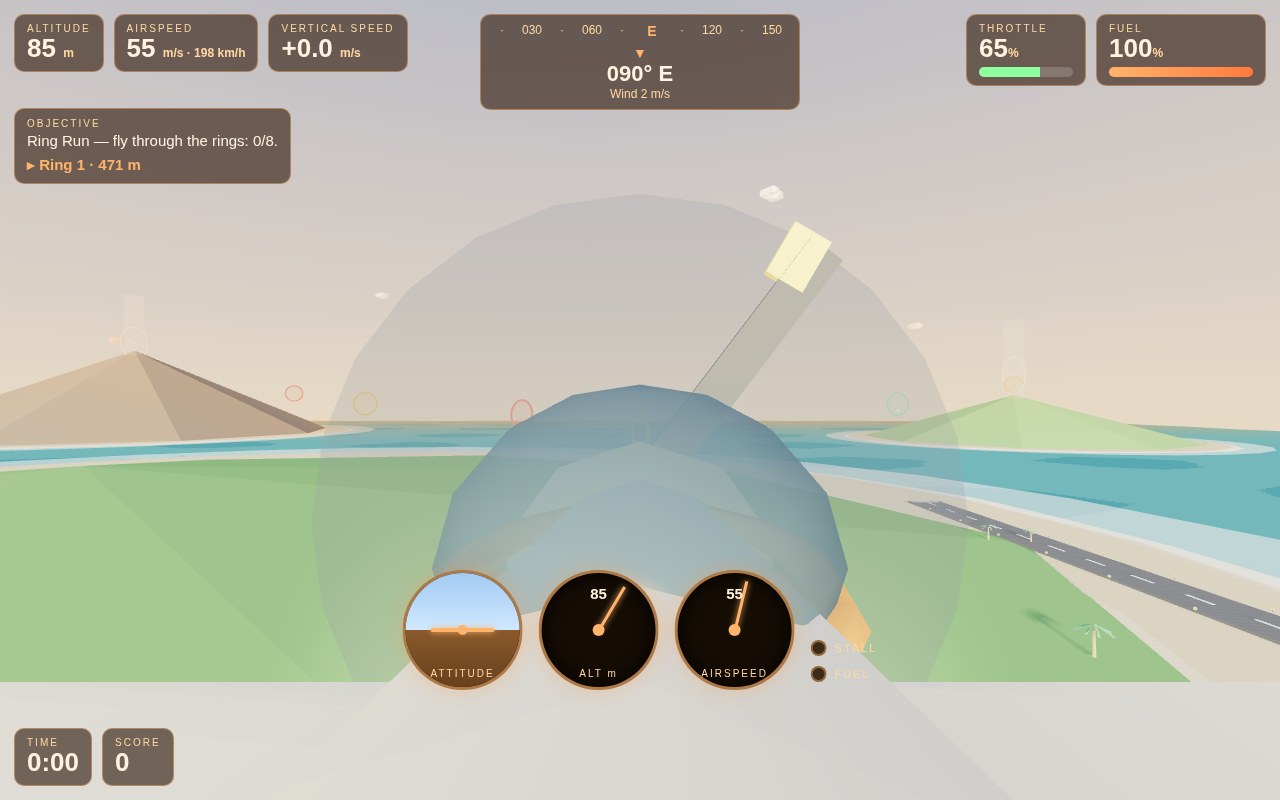 ALTITUDE
85 m
AIRSPEED
55 m/s · 198 km/h
VERTICAL SPEED
+0.0 m/s
· 030 · 060 · E · 120 · 150
▼
090° E
Wind 2 m/s
THROTTLE
65%
FUEL
100%
OBJECTIVE
Ring Run — fly through the rings: 0/8.
▸ Ring 1 · 471 m
85
55
ATTITUDE
ALT m
AIRSPEED
STALL
FUEL
TIME
0:00
SCORE
0